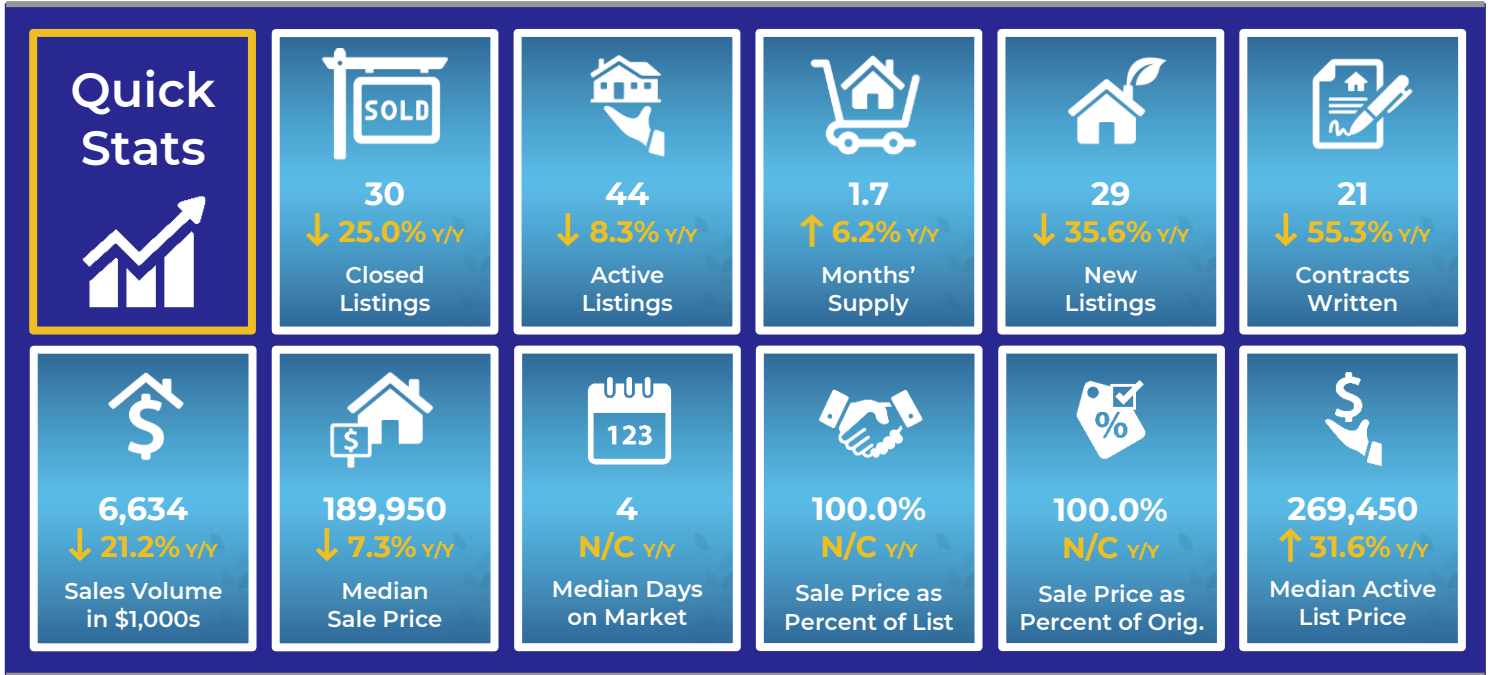 Quick
Stats
SOLD
30
↓ 25.0% Y/Y
Closed
Listings
44
↓ 8.3% Y/Y
Active
Listings
1.7
↑ 6.2% Y/Y
Months’
Supply
29
↓ 35.6% Y/Y
New
Listings
21
↓ 55.3% Y/Y
Contracts
Written
$
6,634
↓ 21.2% Y/Y
Sales Volume
in $1,000s
$
189,950
↓ 7.3% Y/Y
Median
Sale Price
123
4
N/C Y/Y
Median Days
on Market
100.0%
N/C Y/Y
Sale Price as
Percent of List
%
100.0%
N/C Y/Y
Sale Price as
Percent of Orig.
$
269,450
↑ 31.6% Y/Y
Median Active
List Price